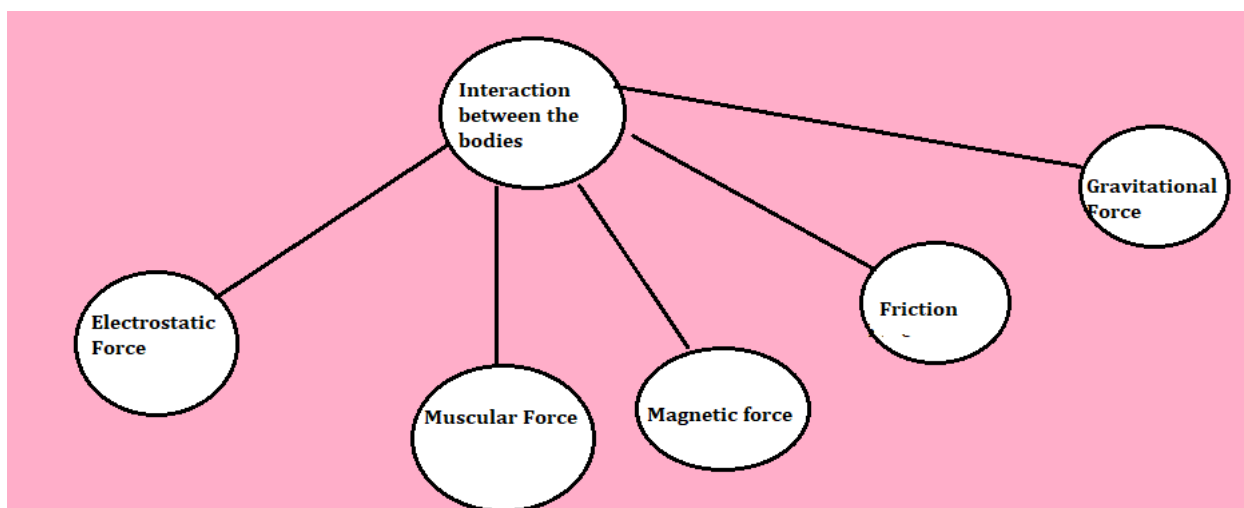 Interaction
between the
bodies
Gravitational
Force
Friction
Electrostatic
Force
Muscular Force
Magnetic force